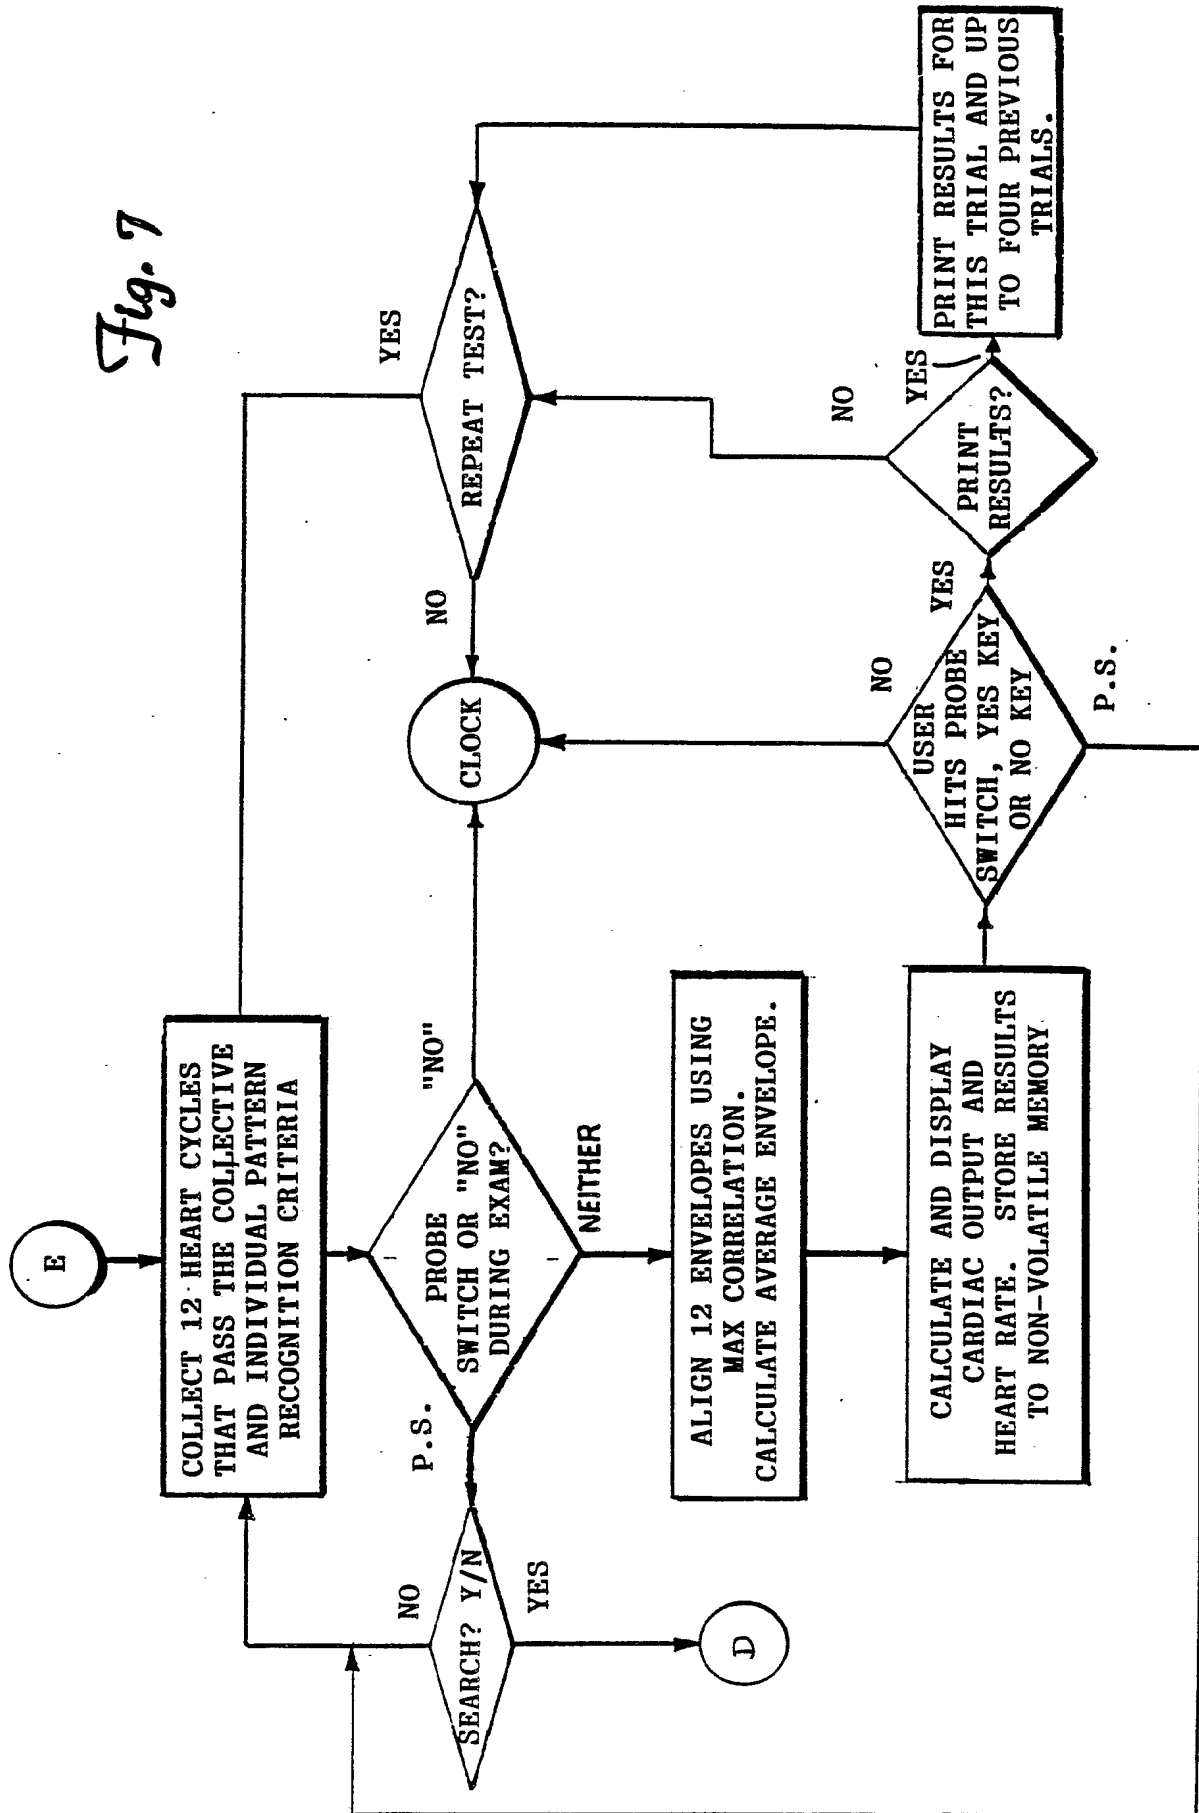 Fig. 7
E
COLLECT 12 HEART CYCLES
THAT PASS THE COLLECTIVE
AND INDIVIDUAL PATTERN
RECOGNITION CRITERIA
PROBE
SWITCH OR "NO"
DURING EXAM?
P.S.
"NO"
NEITHER
SEARCH? Y/N
NO
YES
D
ALIGN 12 ENVELOPES USING
MAX CORRELATION.
CALCULATE AVERAGE ENVELOPE.
CALCULATE AND DISPLAY
CARDIAC OUTPUT AND
HEART RATE. STORE RESULTS
TO NON-VOLATILE MEMORY
USER
HITS PROBE
SWITCH, YES KEY
OR NO KEY
NO
YES
P.S.
CLOCK
NO
REPEAT TEST?
YES
PRINT
RESULTS?
NO
YES
PRINT RESULTS FOR
THIS TRIAL AND UP
TO FOUR PREVIOUS
TRIALS.